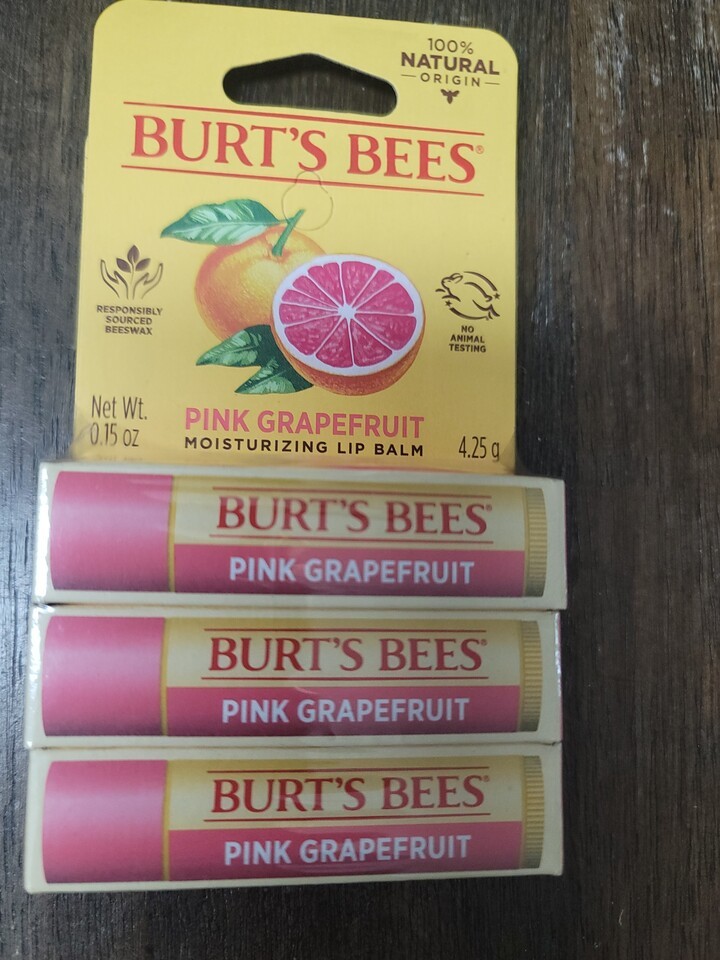 100%
NATURAL
ORIGIN
BURT'S BEES®
RESPONSIBLY
SOURCED
BEESWAX
NO
ANIMAL
TESTING
Net Wt.
0.15 oz
PINK GRAPEFRUIT
MOISTURIZING LIP BALM
4.25 g
BURT'S BEES®
PINK GRAPEFRUIT
BURT'S BEES®
PINK GRAPEFRUIT
BURT'S BEES®
PINK GRAPEFRUIT